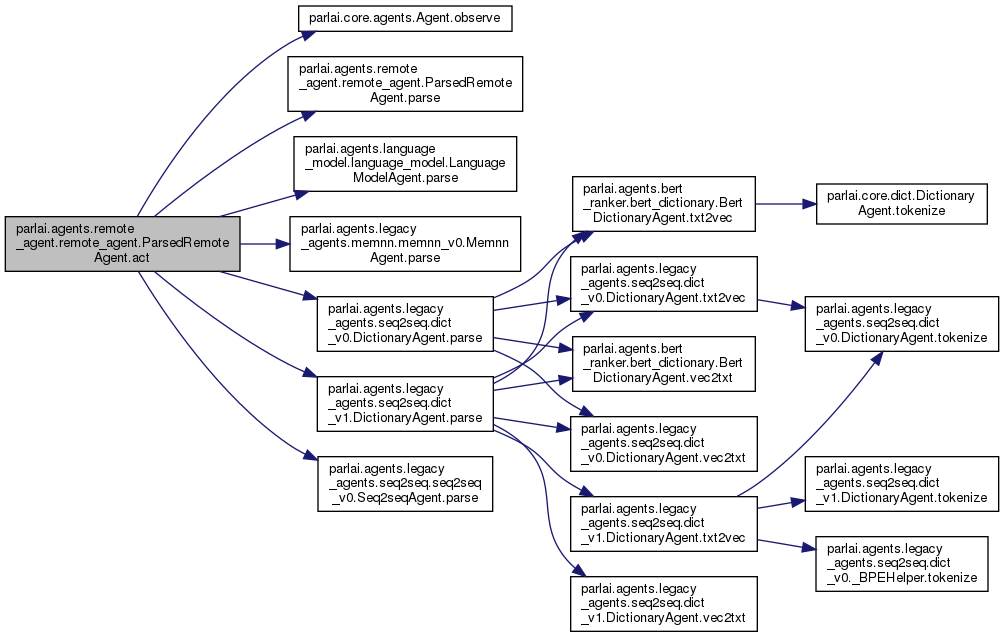 parlai.core.agents.Agent.observe
parlai.agents.remote
_agent.remote_agent.ParsedRemote
Agent.parse
parlai.agents.language
_model.language_model.Language
ModelAgent.parse
parlai.agents.remote
_agent.remote_agent.ParsedRemote
Agent.act
parlai.agents.legacy
_agents.memnn.memnn_v0.Memnn
Agent.parse
parlai.agents.legacy
_agents.seq2seq.dict
_v0.DictionaryAgent.parse
parlai.agents.legacy
_agents.seq2seq.dict
_v1.DictionaryAgent.parse
parlai.agents.legacy
_agents.seq2seq.seq2seq
_v0.Seq2seqAgent.parse
parlai.agents.bert
_ranker.bert_dictionary.Bert
DictionaryAgent.txt2vec
parlai.agents.legacy
_agents.seq2seq.dict
_v0.DictionaryAgent.txt2vec
parlai.agents.bert
_ranker.bert_dictionary.Bert
DictionaryAgent.vec2txt
parlai.agents.legacy
_agents.seq2seq.dict
_v0.DictionaryAgent.vec2txt
parlai.agents.legacy
_agents.seq2seq.dict
_v1.DictionaryAgent.txt2vec
parlai.agents.legacy
_agents.seq2seq.dict
_v1.DictionaryAgent.vec2txt
parlai.core.dict.Dictionary
Agent.tokenize
parlai.agents.legacy
_agents.seq2seq.dict
_v0.DictionaryAgent.tokenize
parlai.agents.legacy
_agents.seq2seq.dict
_v1.DictionaryAgent.tokenize
parlai.agents.legacy
_agents.seq2seq.dict
_v0._BPEHelper.tokenize